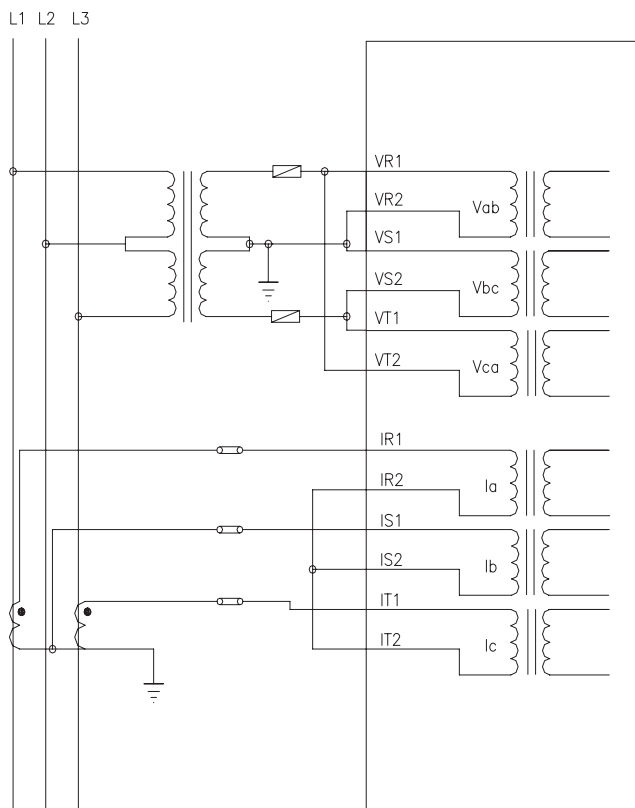 L1 L2 L3
VR1
VR2
Vab
VS1
VS2
Vbc
VT1
VT2
Vca
IR1
IR2
Ia
IS1
IS2
Ib
IT1
IT2
Ic